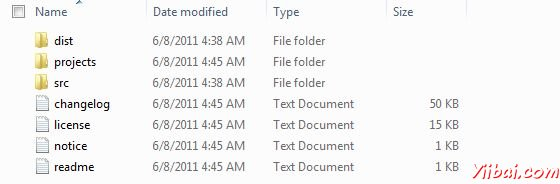 Name Date modified Type Size
dist 6/8/2011 4:38 AM File folder
projects 6/8/2011 4:45 AM File folder
src 6/8/2011 4:38 AM File folder
changelog 6/8/2011 4:45 AM Text Document 50 KB
license 6/8/2011 4:45 AM Text Document 15 KB
notice 6/8/2011 4:45 AM Text Document 1 KB
readme 6/8/2011 4:45 AM Text Document 1 KB
Yiibai.com